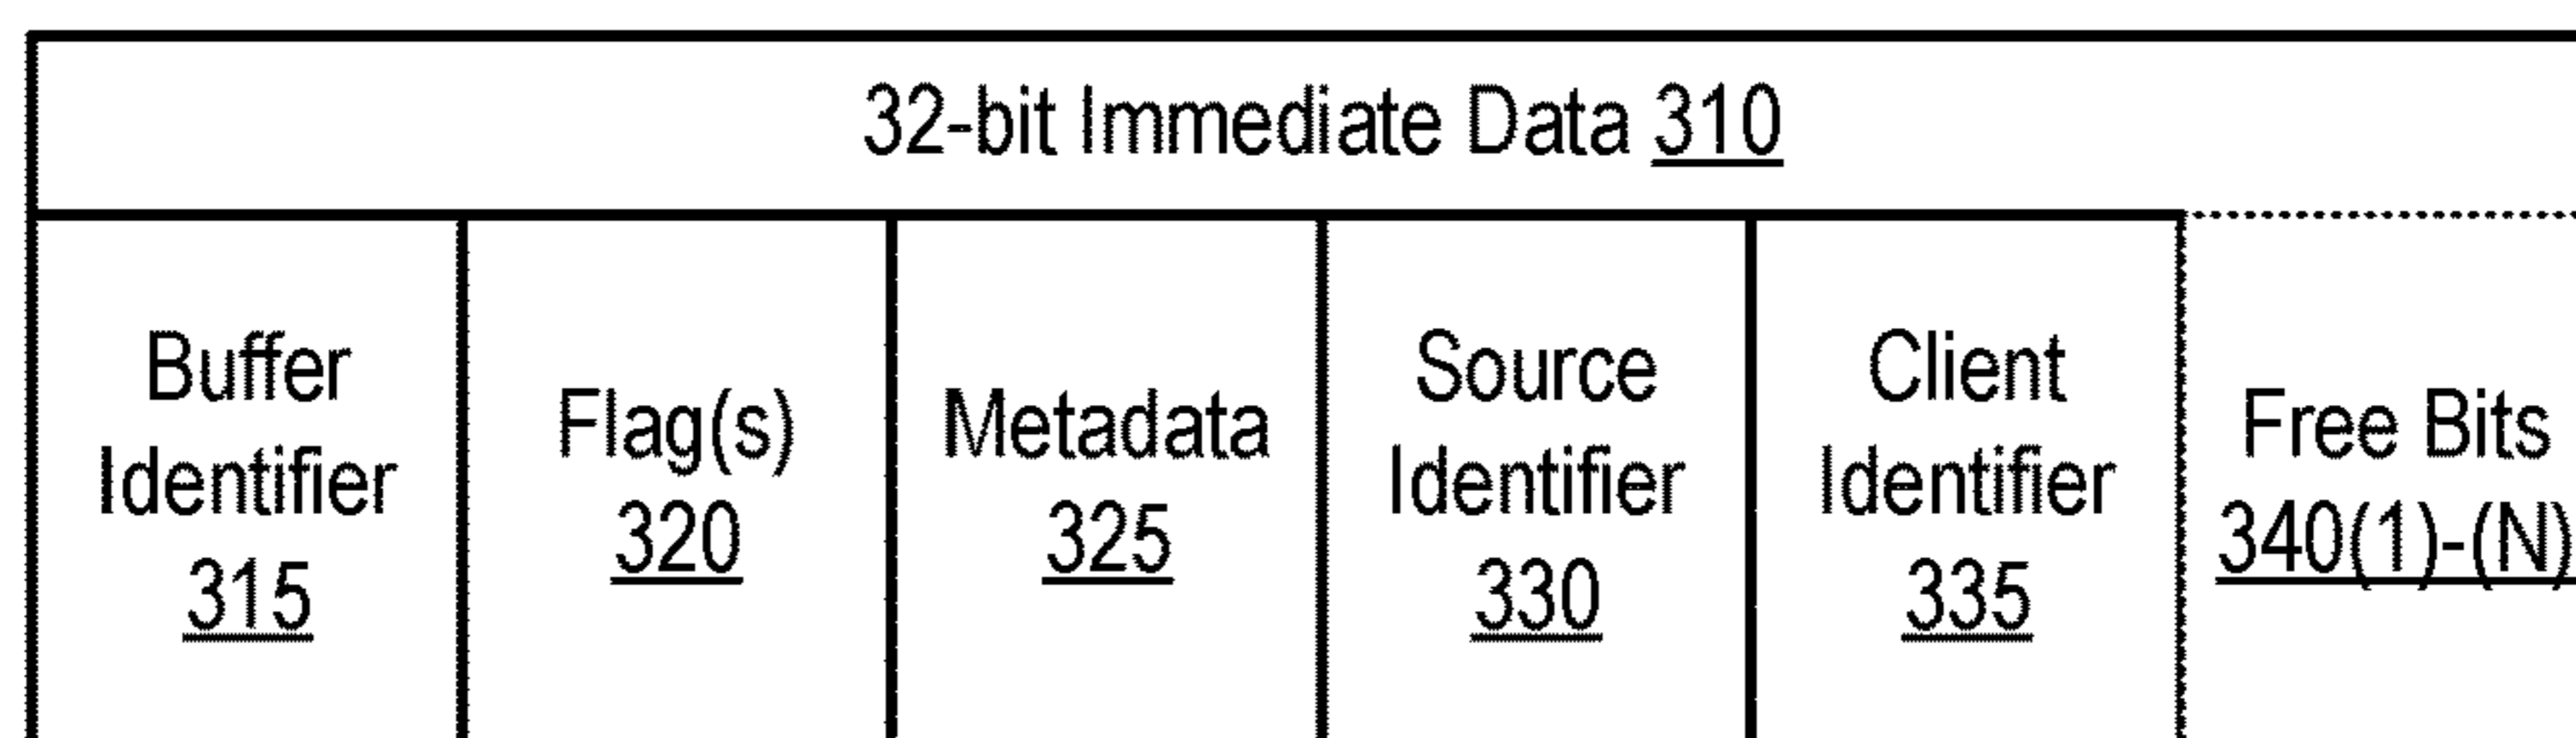 32-bit Immediate Data 310
Buffer
Identifier
315
Flag(s)
320
Metadata
325
Source
Identifier
330
Client
Identifier
335
Free Bits
340(1)-(N)